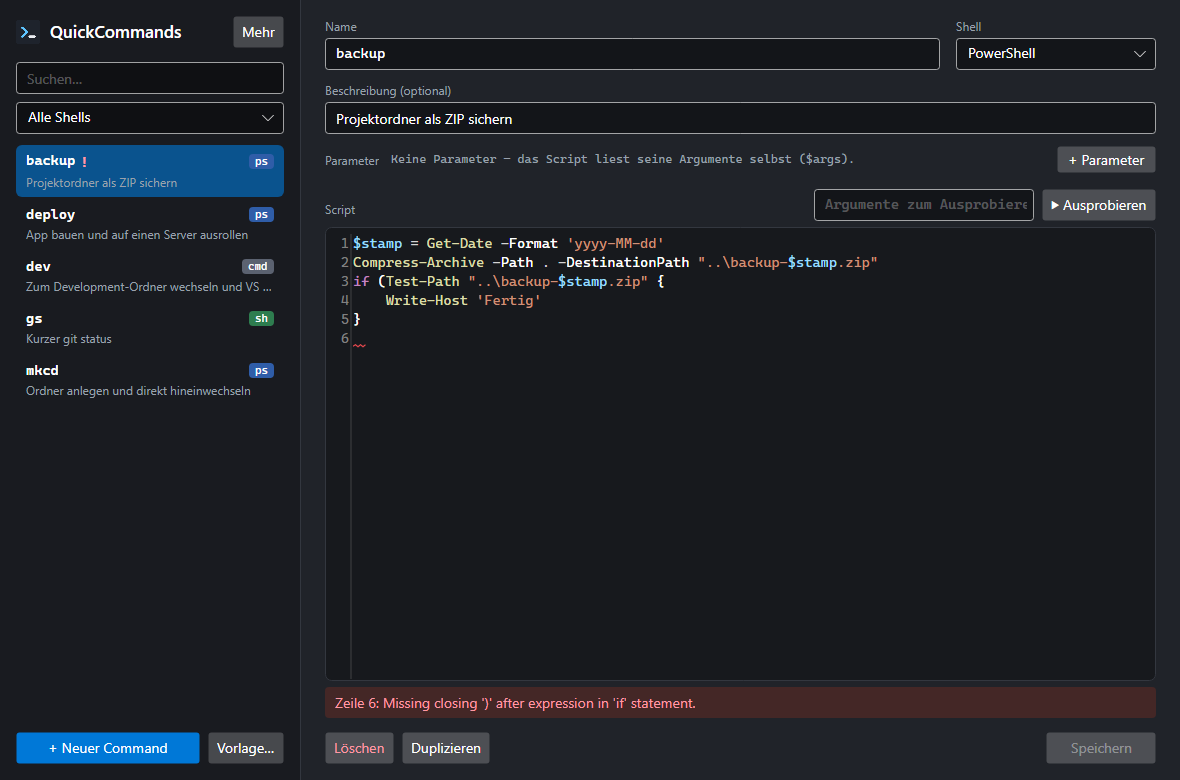 QuickCommands
Mehr
Suchen...
Alle Shells
backup !
ps
Projektordner als ZIP sichern
deploy
ps
App bauen und auf einen Server ausrollen
dev
cmd
Zum Development-Ordner wechseln und VS ...
gs
sh
Kurzer git status
mkcd
ps
Ordner anlegen und direkt hineinwechseln
+ Neuer Command
Vorlage...
Name
Shell
backup
PowerShell
Beschreibung (optional)
Projektordner als ZIP sichern
Parameter
Keine Parameter – das Script liest seine Argumente selbst ($args).
+ Parameter
Script
Argumente zum Ausprobiere
Ausprobieren
1 $stamp = Get-Date -Format 'yyyy-MM-dd'
2 Compress-Archive -Path . -DestinationPath "..\backup-$stamp.zip"
3 if (Test-Path "..\backup-$stamp.zip" {
4     Write-Host 'Fertig'
5 }
6
Zeile 6: Missing closing ')' after expression in 'if' statement.
Löschen
Duplizieren
Speichern